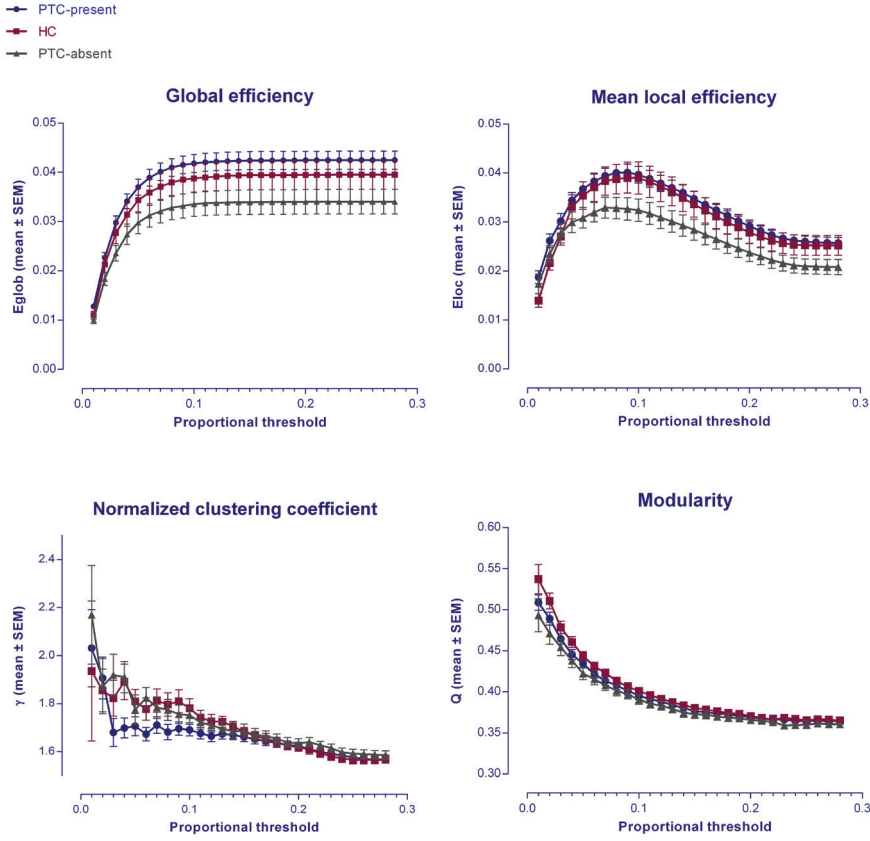 PTC-present
HC
PTC-absent
Global efficiency
0.05
0.04
0.03
0.02
0.01
0.00
Eglob (mean ± SEM)
0.0 0.1 0.2 0.3
Proportional threshold
Mean local efficiency
0.05
0.04
0.03
0.02
0.01
0.00
Eloc (mean ± SEM)
0.0 0.1 0.2 0.3
Proportional threshold
Normalized clustering coefficient
2.4
2.2
2.0
1.8
1.6
γ (mean ± SEM)
0.0 0.1 0.2 0.3
Proportional threshold
Modularity
0.60
0.55
0.50
0.45
0.40
0.35
0.30
Q (mean ± SEM)
0.0 0.1 0.2 0.3
Proportional threshold